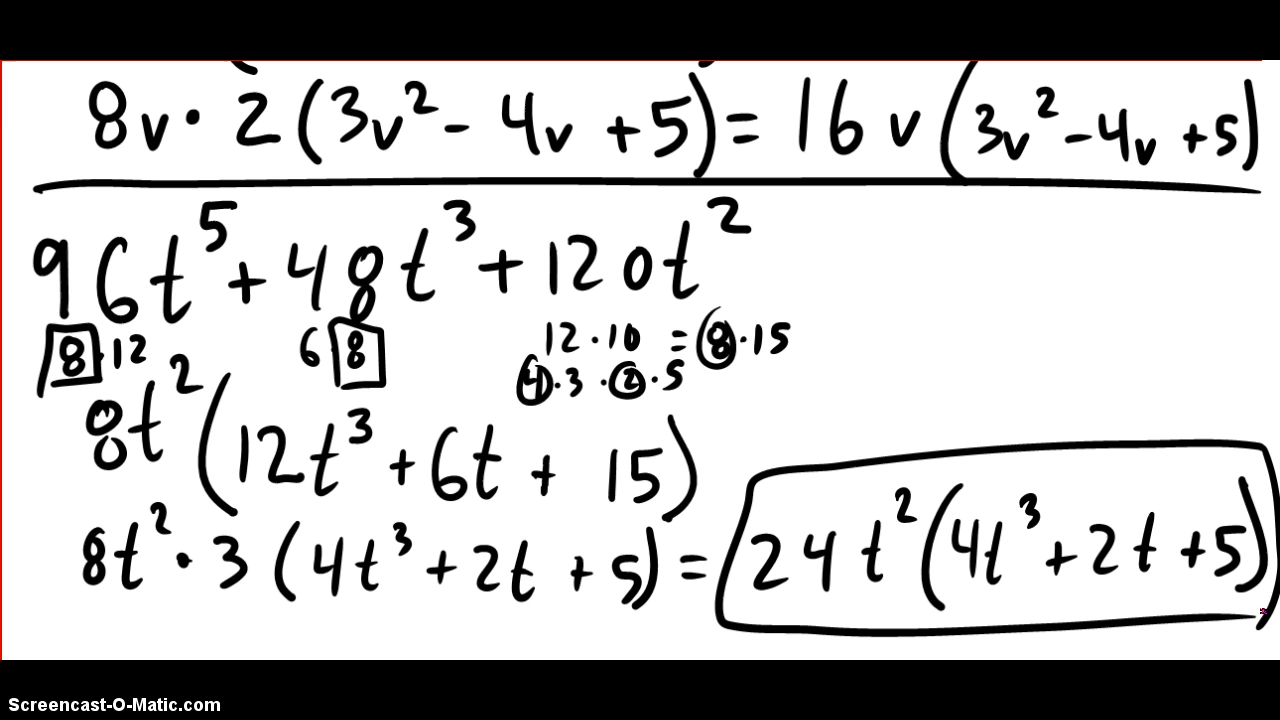 8v · 2 (3v² - 4v + 5) = 16 v (3v² - 4v + 5)
96t⁵ + 48t³ + 120t²
8 · 12 6 8 12 · 10 = 8 · 15
4 · 3 · 2 · 5
8t² (12t³ + 6t + 15)
8t² · 3 (4t³ + 2t + 5) = 24t² (4t³ + 2t + 5)
Screencast-O-Matic.com